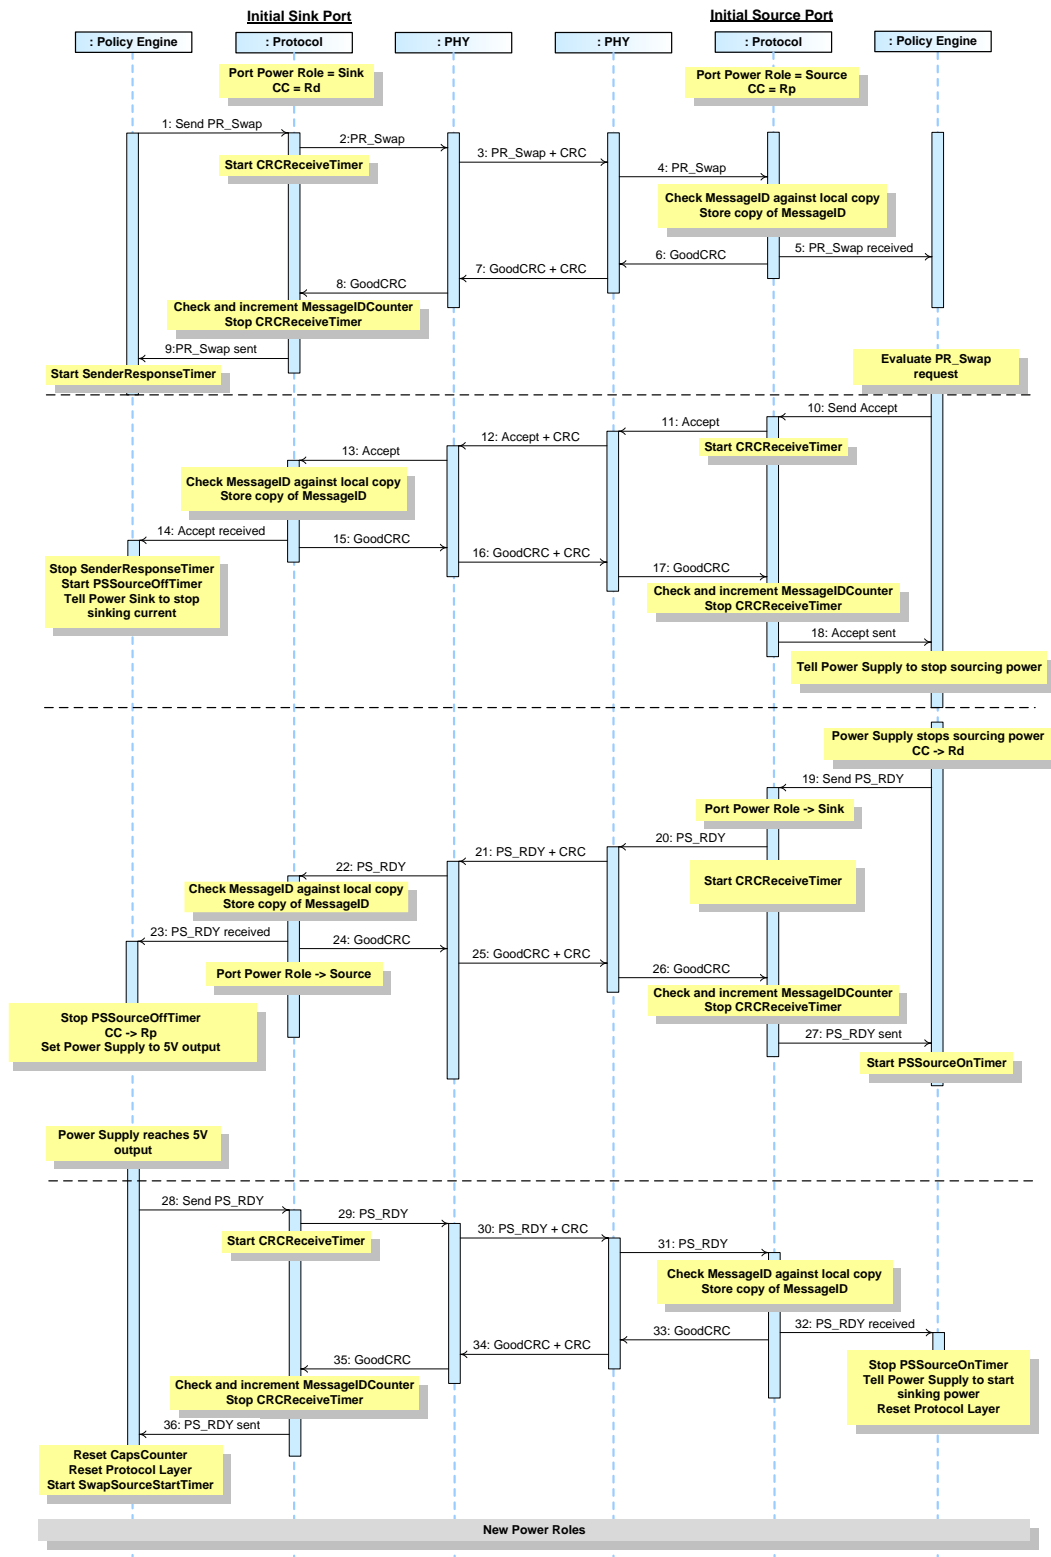 Initial Sink Port
Initial Source Port
: Policy Engine
: Protocol
: PHY
: PHY
: Protocol
: Policy Engine
Port Power Role = Sink
CC = Rd
Port Power Role = Source
CC = Rp
1: Send PR_Swap
2:PR_Swap
Start CRCReceiveTimer
3: PR_Swap + CRC
4: PR_Swap
Check MessageID against local copy
Store copy of MessageID
5: PR_Swap received
6: GoodCRC
7: GoodCRC + CRC
8: GoodCRC
Check and increment MessageIDCounter
Stop CRCReceiveTimer
9:PR_Swap sent
Start SenderResponseTimer
Evaluate PR_Swap
request
10: Send Accept
11: Accept
Start CRCReceiveTimer
12: Accept + CRC
13: Accept
Check MessageID against local copy
Store copy of MessageID
14: Accept received
15: GoodCRC
Stop SenderResponseTimer
Start PSSourceOffTimer
Tell Power Sink to stop
sinking current
16: GoodCRC + CRC
17: GoodCRC
Check and increment MessageIDCounter
Stop CRCReceiveTimer
18: Accept sent
Tell Power Supply to stop sourcing power
Power Supply stops sourcing power
CC -> Rd
19: Send PS_RDY
Port Power Role -> Sink
20: PS_RDY
21: PS_RDY + CRC
22: PS_RDY
Start CRCReceiveTimer
Check MessageID against local copy
Store copy of MessageID
23: PS_RDY received
24: GoodCRC
25: GoodCRC + CRC
26: GoodCRC
Port Power Role -> Source
Check and increment MessageIDCounter
Stop CRCReceiveTimer
Stop PSSourceOffTimer
CC -> Rp
Set Power Supply to 5V output
27: PS_RDY sent
Start PSSourceOnTimer
Power Supply reaches 5V
output
28: Send PS_RDY
29: PS_RDY
Start CRCReceiveTimer
30: PS_RDY + CRC
31: PS_RDY
Check MessageID against local copy
Store copy of MessageID
32: PS_RDY received
33: GoodCRC
34: GoodCRC + CRC
35: GoodCRC
Stop PSSourceOnTimer
Tell Power Supply to start
sinking power
Reset Protocol Layer
Check and increment MessageIDCounter
Stop CRCReceiveTimer
36: PS_RDY sent
Reset CapsCounter
Reset Protocol Layer
Start SwapSourceStartTimer
New Power Roles